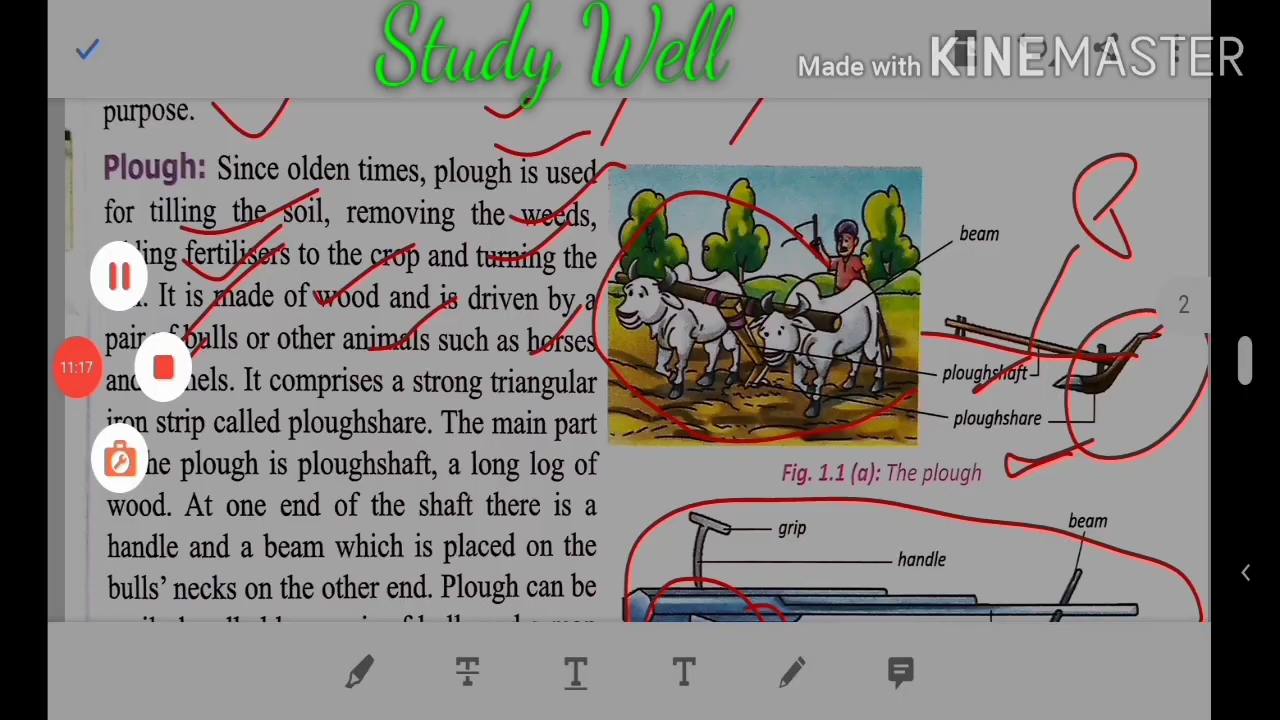 Study Well
Made with KINEMASTER
purpose.
Plough: Since olden times, plough is used
for tilling the soil, removing the weeds,
fertilisers to the crop and turning the
It is made of wood and is driven by a
pair of bulls or other animals such as horses
It comprises a strong triangular
iron strip called ploughshare. The main part
plough is ploughshaft, a long log of
wood. At one end of the shaft there is a
handle and a beam which is placed on the
bulls' necks on the other end. Plough can be
beam
ploughshaft
ploughshare
Fig. 1.1 (a): The plough
grip
beam
handle
2
11:17
T
T
T